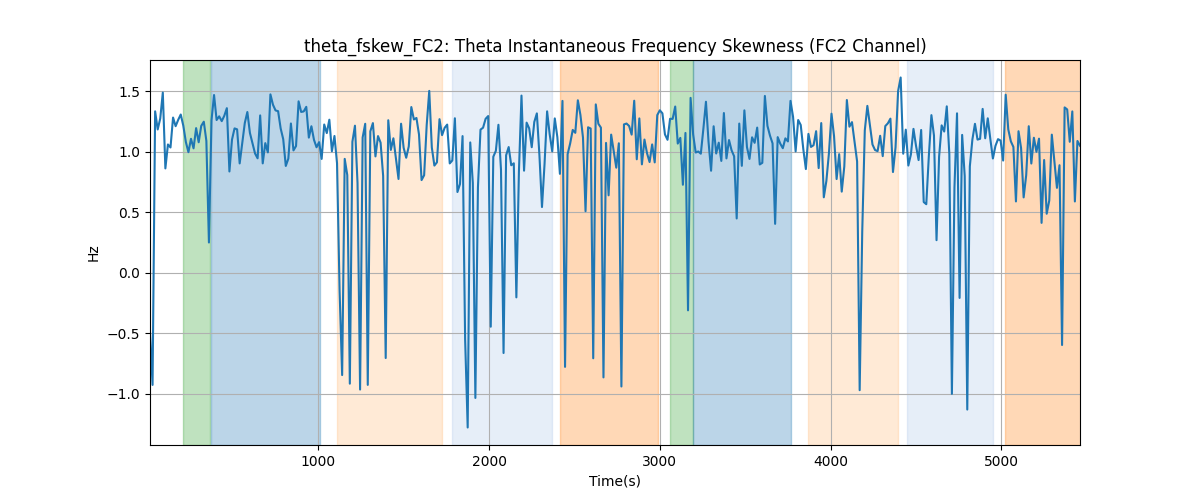 theta_fskew_FC2: Theta Instantaneous Frequency Skewness (FC2 Channel)
1.5
1.0
0.5
0.0
−0.5
−1.0
Hz
1000 2000 3000 4000 5000
Time(s)